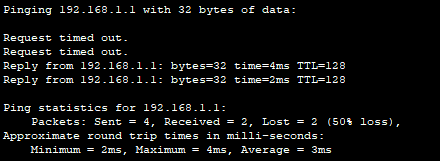 Pinging 192.168.1.1 with 32 bytes of data:
Request timed out.
Request timed out.
Reply from 192.168.1.1: bytes=32 time=4ms TTL=128
Reply from 192.168.1.1: bytes=32 time=2ms TTL=128
Ping statistics for 192.168.1.1:
Packets: Sent = 4, Received = 2, Lost = 2 (50% loss),
Approximate round trip times in milli-seconds:
Minimum = 2ms, Maximum = 4ms, Average = 3ms